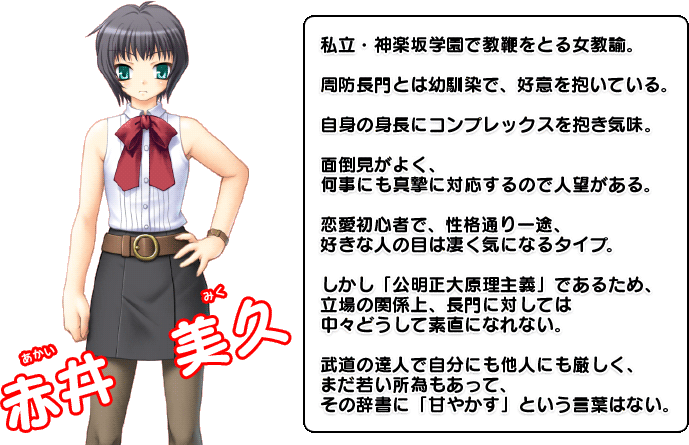 私立・神楽坂学園で教鞭をとる女教諭。
周防長門とは幼馴染で、好意を抱いている。
自身の身長にコンプレックスを抱き気味。
面倒見がよく、
何事にも真摯に対応するので人望がある。
恋愛初心者で、性格通り一途、
好きな人の目は凄く気になるタイプ。
しかし「公明正大原理主義」であるため、
立場の関係上、長門に対しては
中々どうして素直になれない。
武道の達人で自分にも他人にも厳しく、
まだ若い所為もあって、
その辞書に「甘やかす」という言葉はない。
あかい みく
赤井 美久